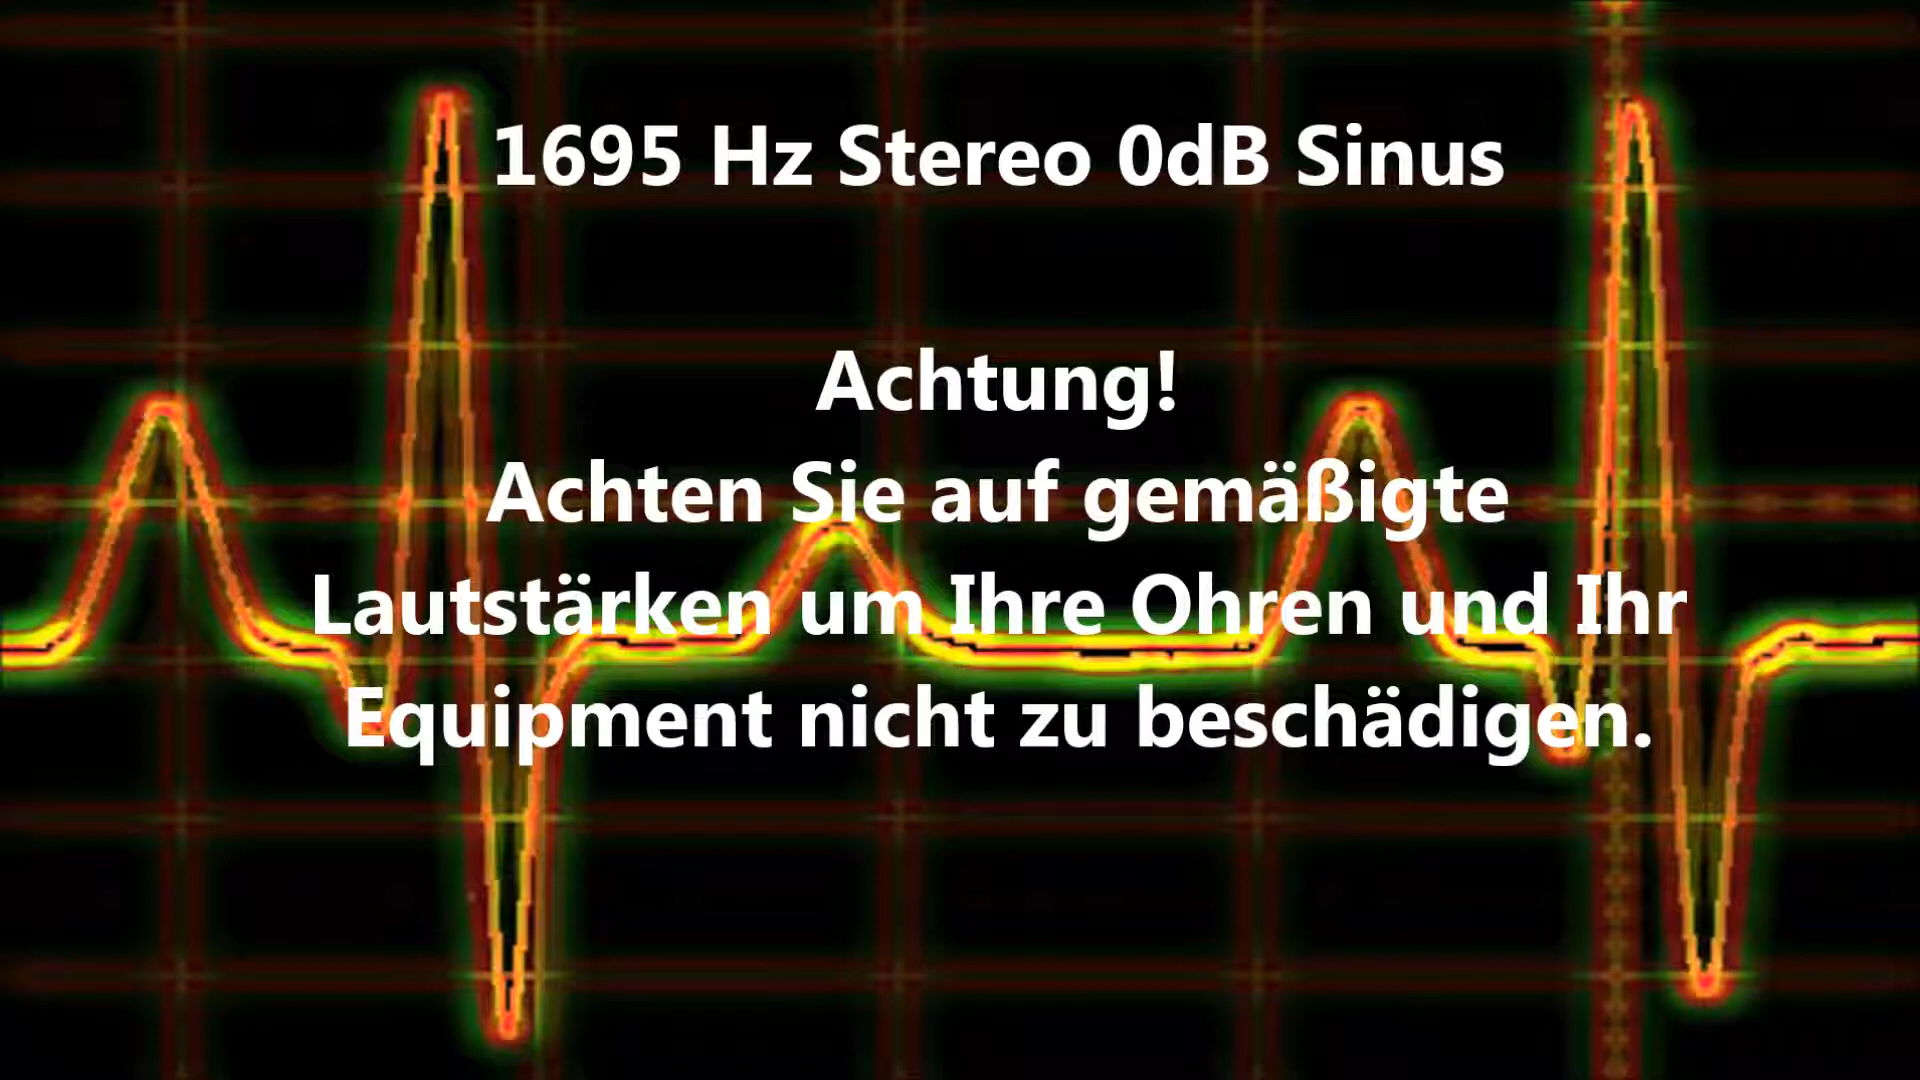 1695 Hz Stereo 0dB Sinus
Achtung!
Achten Sie auf gemäßigte
Lautstärken um Ihre Ohren und Ihr
Equipment nicht zu beschädigen.